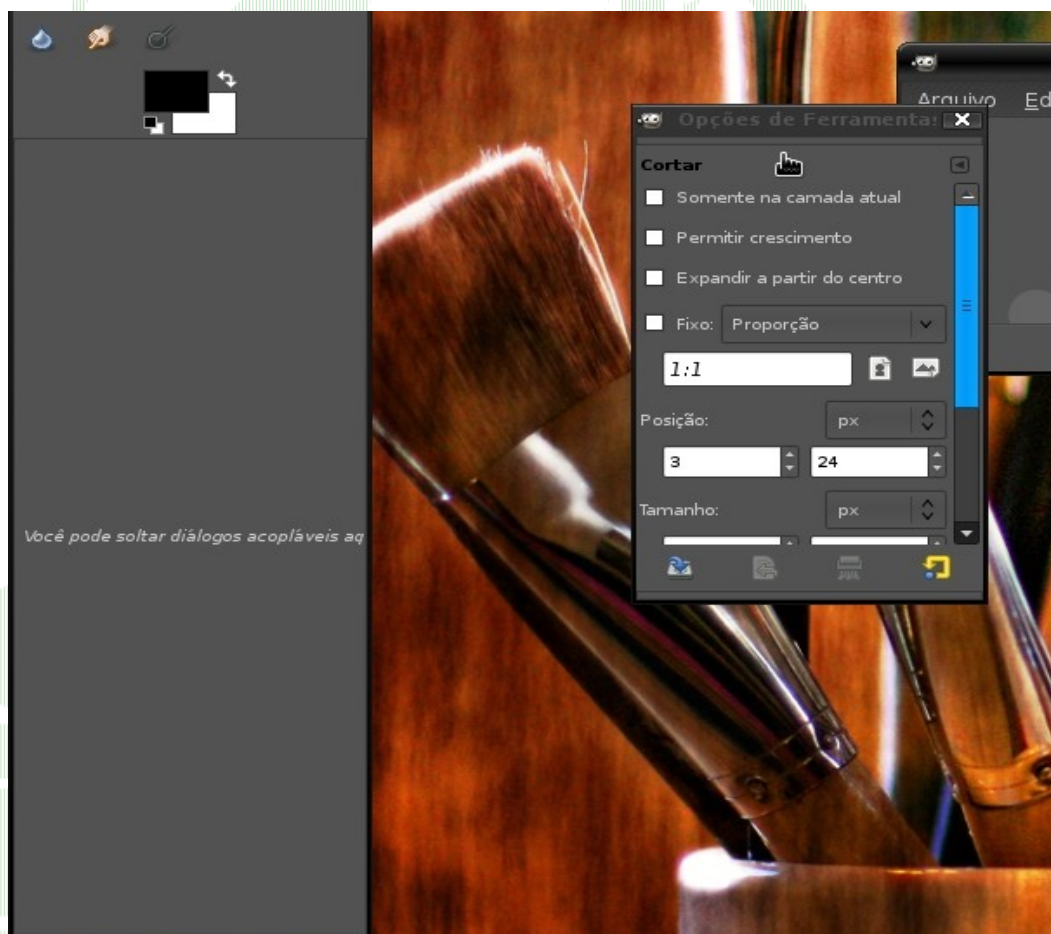 Arquivo Ed
Opções de Ferramentas
Cortar
Somente na camada atual
Permitir crescimento
Expandir a partir do centro
Fixo: Proporção
1:1
Posição: px
3 24
Tamanho: px
Você pode soltar diálogos acopláveis aq